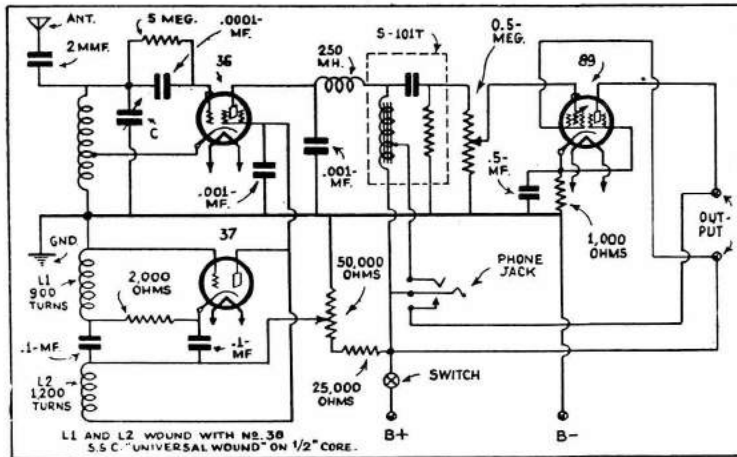 ANT.
5 MEG.
.0001-
MF.
2 MMF.
36
250
MH.
S-101T
0.5-
MEG.
89
C
.001-
MF.
.001-
MF.
.5-
MF.
1,000
OHMS
OUT-
PUT
GND.
37
L1
900
TURNS
2,000
OHMS
50,000
OHMS
PHONE
JACK
.1-MF.
.1-
MF
L2
1,200
TURNS
25,000
OHMS
SWITCH
B+
B-
L1 AND L2 WOUND WITH NO. 38
S.S.C. "UNIVERSAL WOUND" ON 1/2" CORE.